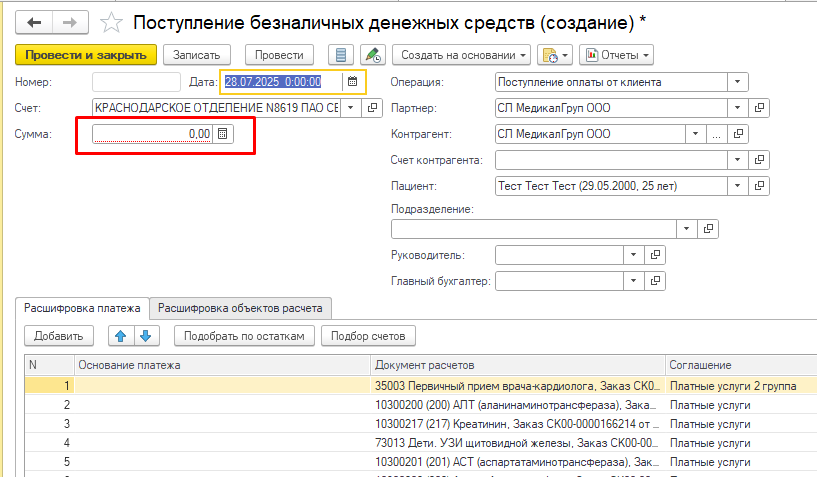 Поступление безналичных денежных средств (создание) *
Провести и закрыть Записать Провести Создать на основании Отчеты
Номер: Дата: 28.07.2025 0:00:00 Операция: Поступление оплаты от клиента
Счет: КРАСНОДАРСКОЕ ОТДЕЛЕНИЕ N8619 ПАО СБ Партнер: СЛ МедикалГруп ООО
Сумма: 0,00 Контрагент: СЛ МедикалГруп ООО ...
Счет контрагента:
Пациент: Тест Тест Тест (29.05.2000, 25 лет)
Подразделение:
Руководитель:
Главный бухгалтер:
Расшифровка платежа Расшифровка объектов расчета
Добавить Подобрать по остаткам Подбор счетов
N Основание платежа Документ расчетов Соглашение
1 35003 Первичный прием врача-кардиолога, Заказ СК0... Платные услуги 2 группа
2 10300200 (200) АЛТ (аланинаминотрансфераза), Зака... Платные услуги
3 10300217 (217) Креатинин, Заказ СК00-0000166214 от ... Платные услуги
4 73013 Дети. УЗИ щитовидной железы, Заказ СК00-00... Платные услуги
5 10300201 (201) АСТ (аспартатаминотрансфераза), Зак... Платные услуги